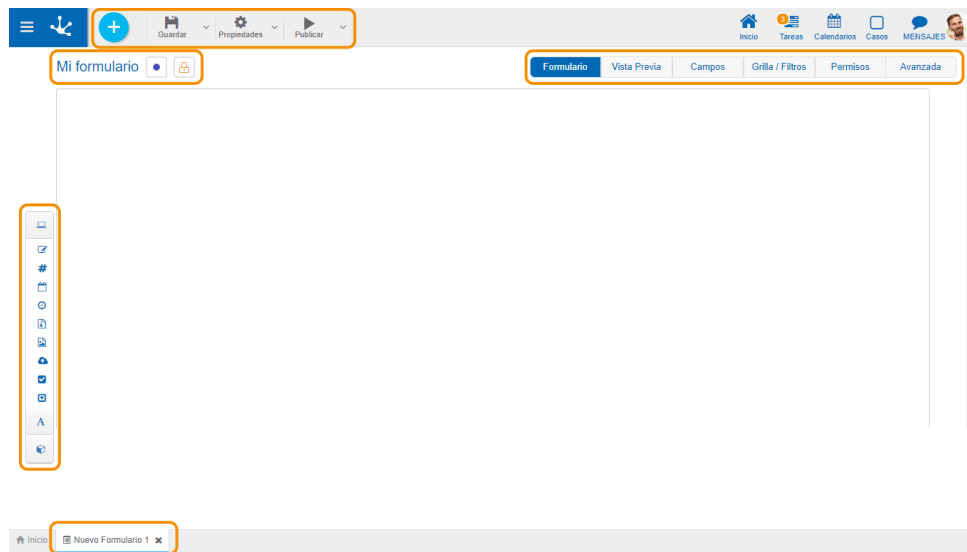 Guardar
Propiedades
Publicar
3
Inicio
Tareas
Calendarios
Casos
MENSAJES
Mi formulario
Formulario
Vista Previa
Campos
Grilla / Filtros
Permisos
Avanzada
Inicio
Nuevo Formulario 1